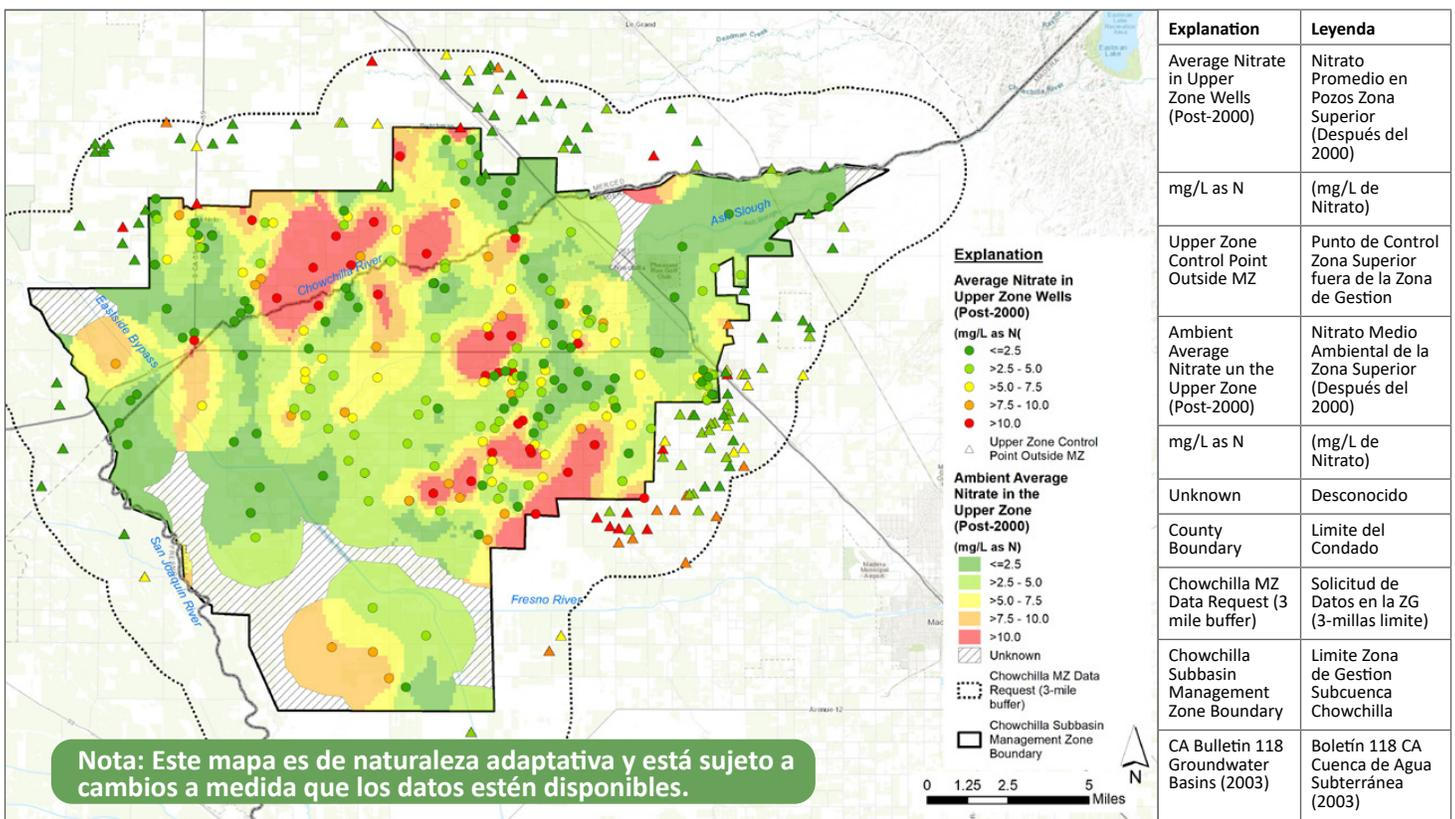 Le Grand
Deadman Creek
Eastman
Lake
Recreation
Area
Eastman
Lake
Chowchilla River
MERCED
Ash Slough
Chowchilla River
Eastside Bypass
San Joaquin River
Fresno River
Madera
Municipal
Airport
Avenue 12
Explanation
Average Nitrate in
Upper Zone Wells
(Post-2000)
(mg/L as N(
<=2.5
>2.5 - 5.0
>5.0 - 7.5
>7.5 - 10.0
>10.0
Upper Zone Control
Point Outside MZ
Ambient Average
Nitrate in the
Upper Zone
(Post-2000)
(mg/L as N)
<=2.5
>2.5 - 5.0
>5.0 - 7.5
>7.5 - 10.0
>10.0
Unknown
Chowchilla MZ Data
Request (3-mile
buffer)
Chowchilla Subbasin
Management Zone
Boundary
N
0 1.25 2.5 5
Miles
Nota: Este mapa es de naturaleza adaptativa y está sujeto a
cambios a medida que los datos estén disponibles.
Explanation Leyenda
Average Nitrate
in Upper
Zone Wells
(Post-2000)
Nitrato
Promedio en
Pozos Zona
Superior
(Después del
2000)
mg/L as N
(mg/L de
Nitrato)
Upper Zone
Control Point
Outside MZ
Punto de Control
Zona Superior
fuera de la Zona
de Gestion
Ambient
Average
Nitrate un the
Upper Zone
(Post-2000)
Nitrato Medio
Ambiental de la
Zona Superior
(Después del
2000)
mg/L as N
(mg/L de
Nitrato)
Unknown
Desconocido
County
Boundary
Limite del
Condado
Chowchilla MZ
Data Request (3
mile buffer)
Solicitud de
Datos en la ZG
(3-millas limite)
Chowchilla
Subbasin
Management
Zone Boundary
Limite Zona
de Gestion
Subcuenca
Chowchilla
CA Bulletin 118
Groundwater
Basins (2003)
Boletín 118 CA
Cuenca de Agua
Subterránea
(2003)